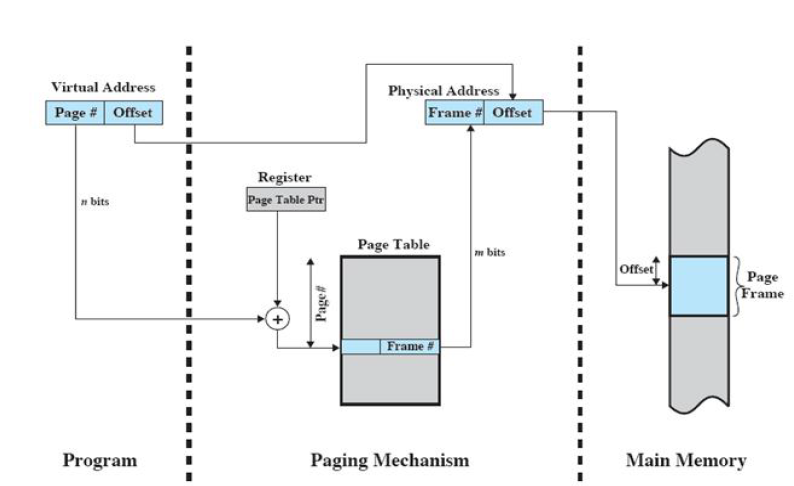 Virtual Address
Page # Offset
n bits
Register
Page Table Ptr
+
Page Table
Page#
Frame #
Physical Address
Frame # Offset
m bits
Offset
Page
Frame
Program
Paging Mechanism
Main Memory